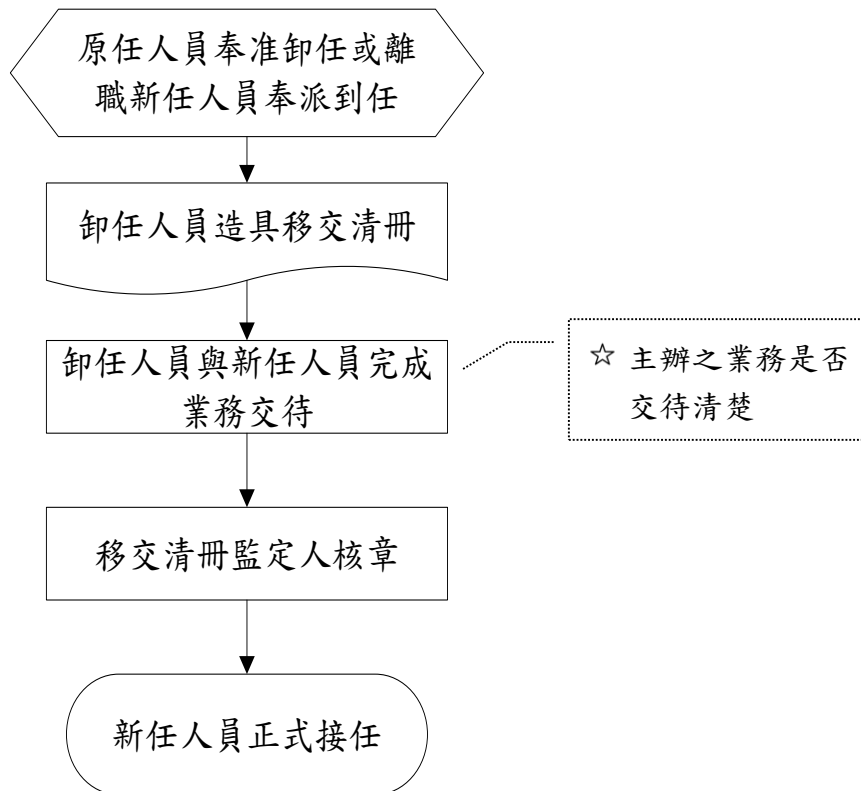 原任人員奉准卸任或離
職新任人員奉派到任
卸任人員造具移交清冊
卸任人員與新任人員完成
業務交待
☆ 主辦之業務是否
交待清楚
移交清冊監定人核章
新任人員正式接任